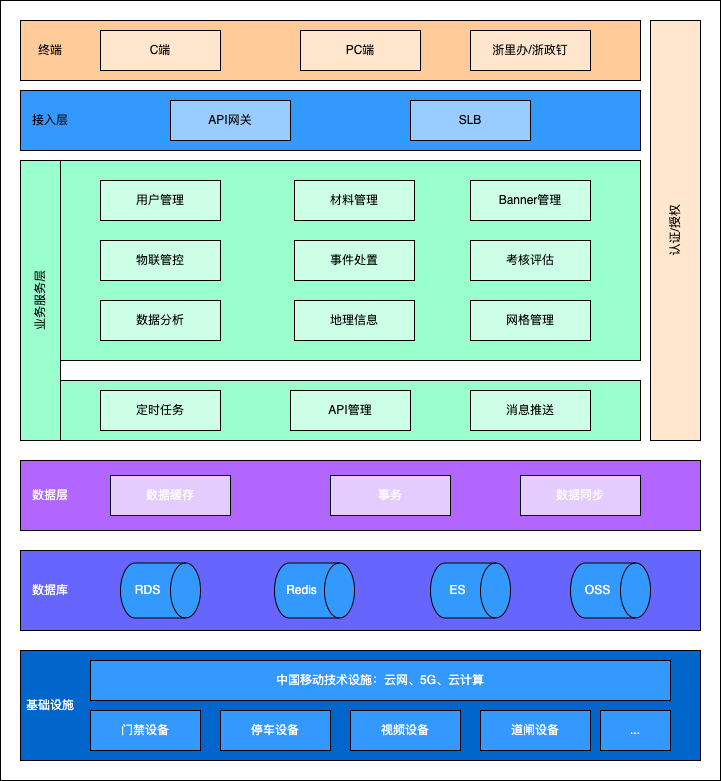 终端
C端
PC端
浙里办/浙政钉
接入层
API网关
SLB
认证/授权
业务服务层
用户管理
材料管理
Banner管理
物联管控
事件处置
考核评估
数据分析
地理信息
网格管理
定时任务
API管理
消息推送
数据层
数据缓存
事务
数据同步
数据库
RDS
Redis
ES
OSS
基础设施
中国移动技术设施：云网、5G、云计算
门禁设备
停车设备
视频设备
道闸设备
...